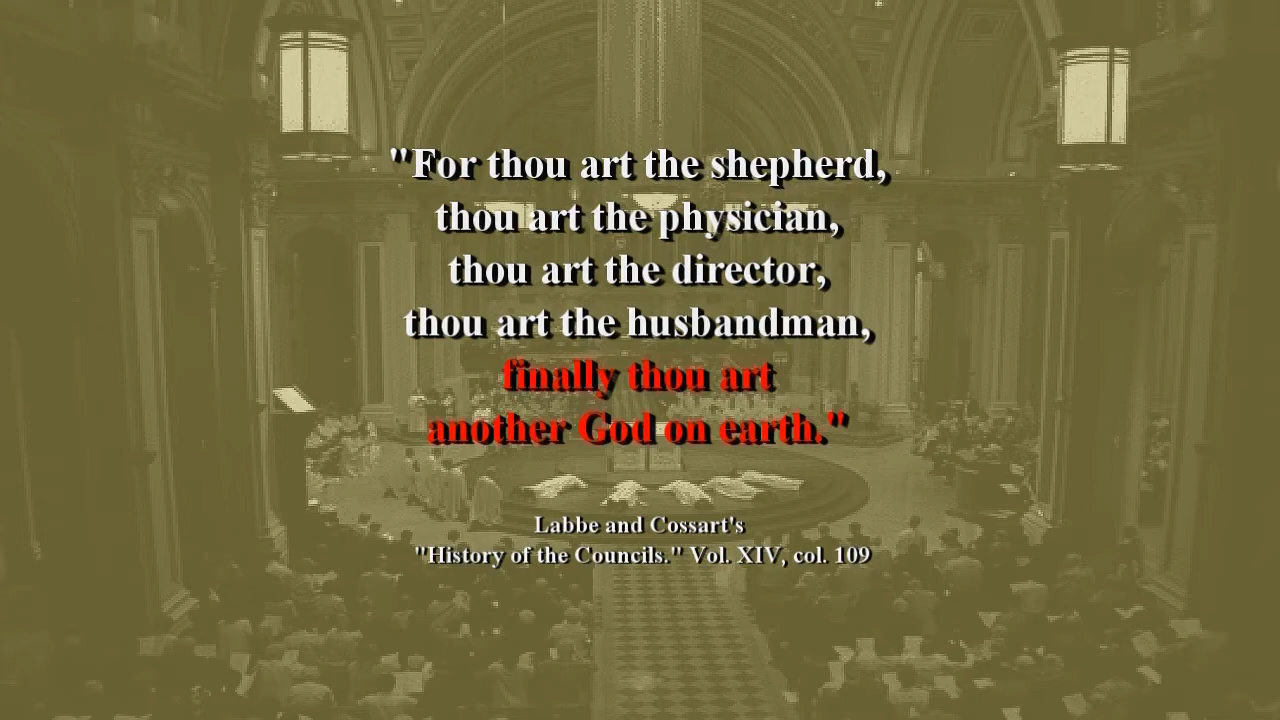 "For thou art the shepherd,
thou art the physician,
thou art the director,
thou art the husbandman,
finally thou art
another God on earth."
Labbe and Cossart's
"History of the Councils." Vol. XIV, col. 109